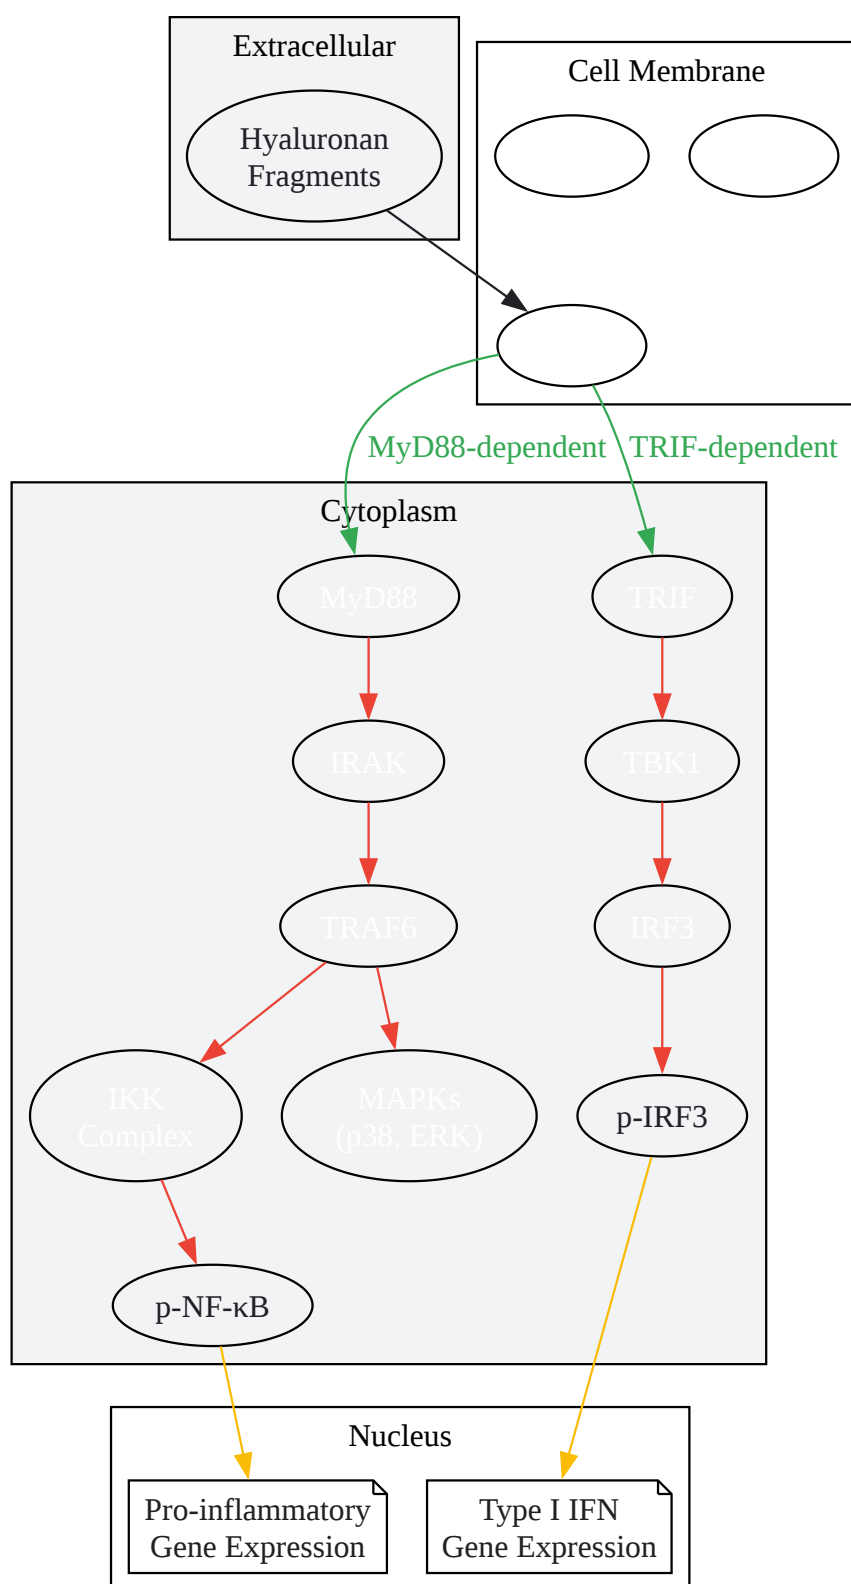 Extracellular
Cell Membrane
Hyaluronan
Fragments
MyD88-dependent
TRIF-dependent
Cytoplasm
MyD88
TRIF
IRAK
TBK1
TRAF6
IRF3
IKK
Complex
MAPKs
(p38, ERK)
p-IRF3
p-NF-κB
Nucleus
Pro-inflammatory
Gene Expression
Type I IFN
Gene Expression